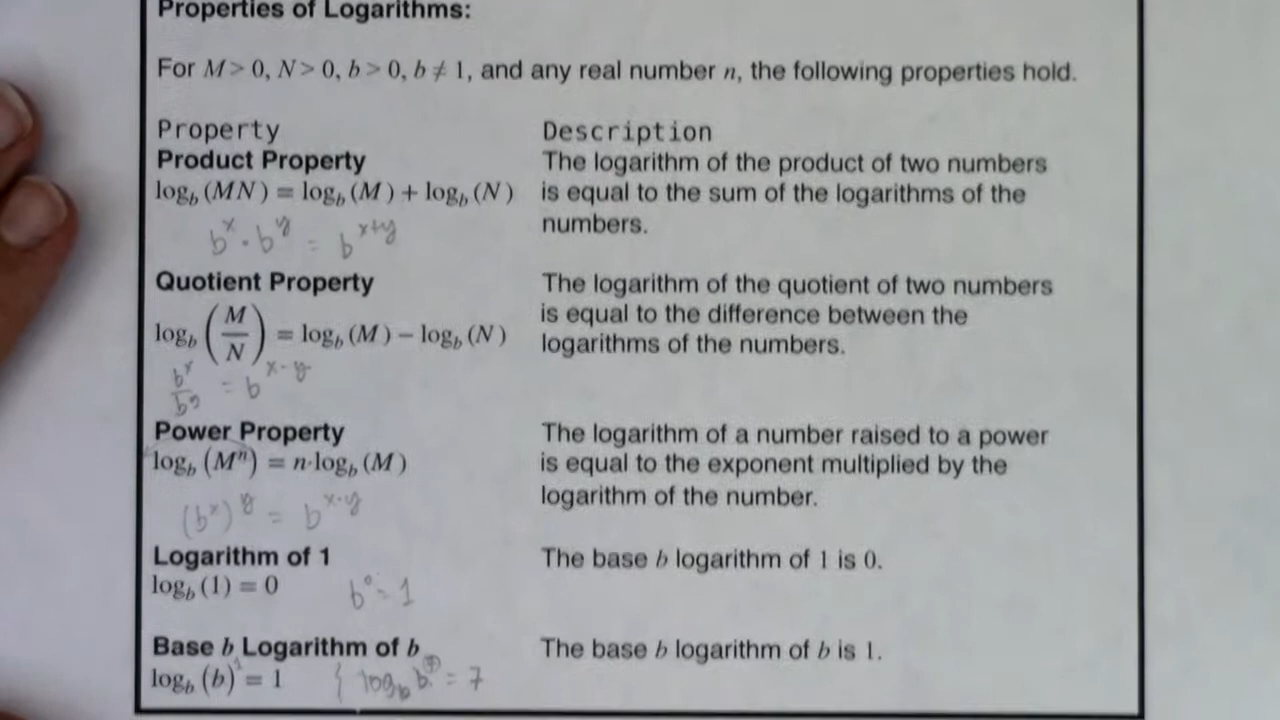 Properties of Logarithms:
For M > 0, N > 0, b > 0, b ≠ 1, and any real number n, the following properties hold.
Property Description
Product Property The logarithm of the product of two numbers
log_b (MN) = log_b (M) + log_b (N) is equal to the sum of the logarithms of the
numbers.
b^x · b^y = b^(x+y)
Quotient Property The logarithm of the quotient of two numbers
log_b (M/N) = log_b (M) − log_b (N) is equal to the difference between the
logarithms of the numbers.
b^x/b^y = b^(x-y)
Power Property The logarithm of a number raised to a power
log_b (M^n) = n·log_b (M) is equal to the exponent multiplied by the
logarithm of the number.
(b^x)^y = b^(x·y)
Logarithm of 1 The base b logarithm of 1 is 0.
log_b (1) = 0 b^0 = 1
Base b Logarithm of b The base b logarithm of b is 1.
log_b (b)^1 = 1 { log_b b^7 = 7